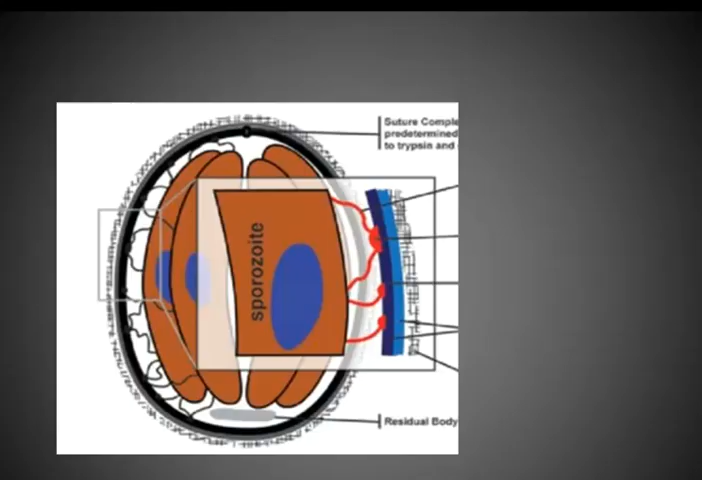 Suture Comple
predetermined
to trypsin and
sporozoite
Residual Body